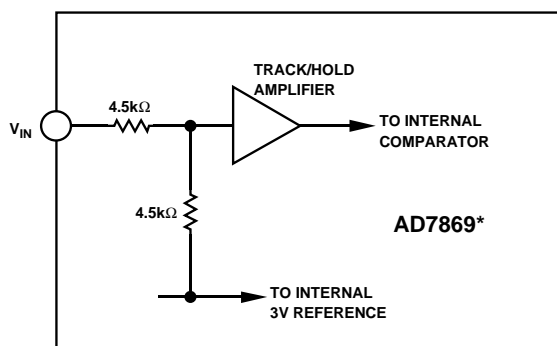 TRACK/HOLD
AMPLIFIER
4.5kΩ
V_IN
TO INTERNAL
COMPARATOR
4.5kΩ
AD7869*
TO INTERNAL
3V REFERENCE